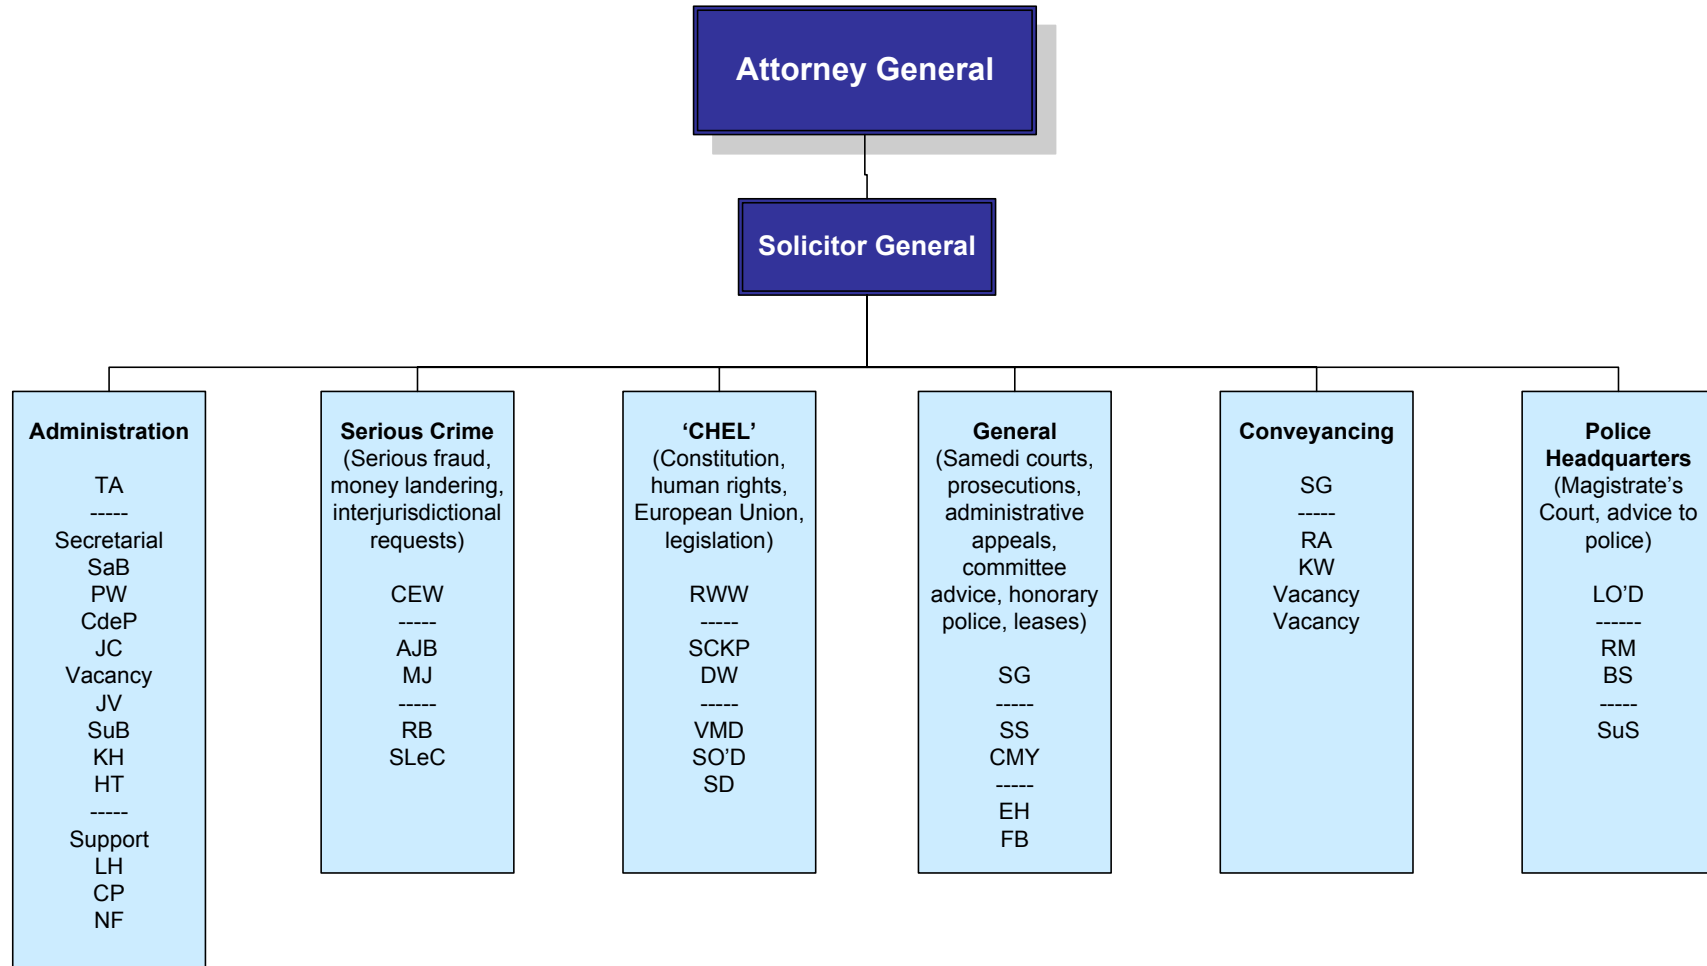 Attorney General
Solicitor General
Administration
TA
-----
Secretarial
SaB
PW
CdeP
JC
Vacancy
JV
SuB
KH
HT
-----
Support
LH
CP
NF
Serious Crime
(Serious fraud,
money landering,
interjurisdictional
requests)
CEW
-----
AJB
MJ
-----
RB
SLeC
‘CHEL’
(Constitution,
human rights,
European Union,
legislation)
RWW
-----
SCKP
DW
-----
VMD
SO’D
SD
General
(Samedi courts,
prosecutions,
administrative
appeals,
committee
advice, honorary
police, leases)
SG
-----
SS
CMY
-----
EH
FB
Conveyancing
SG
-----
RA
KW
Vacancy
Vacancy
Police
Headquarters
(Magistrate’s
Court, advice to
police)
LO’D
------
RM
BS
-----
SuS